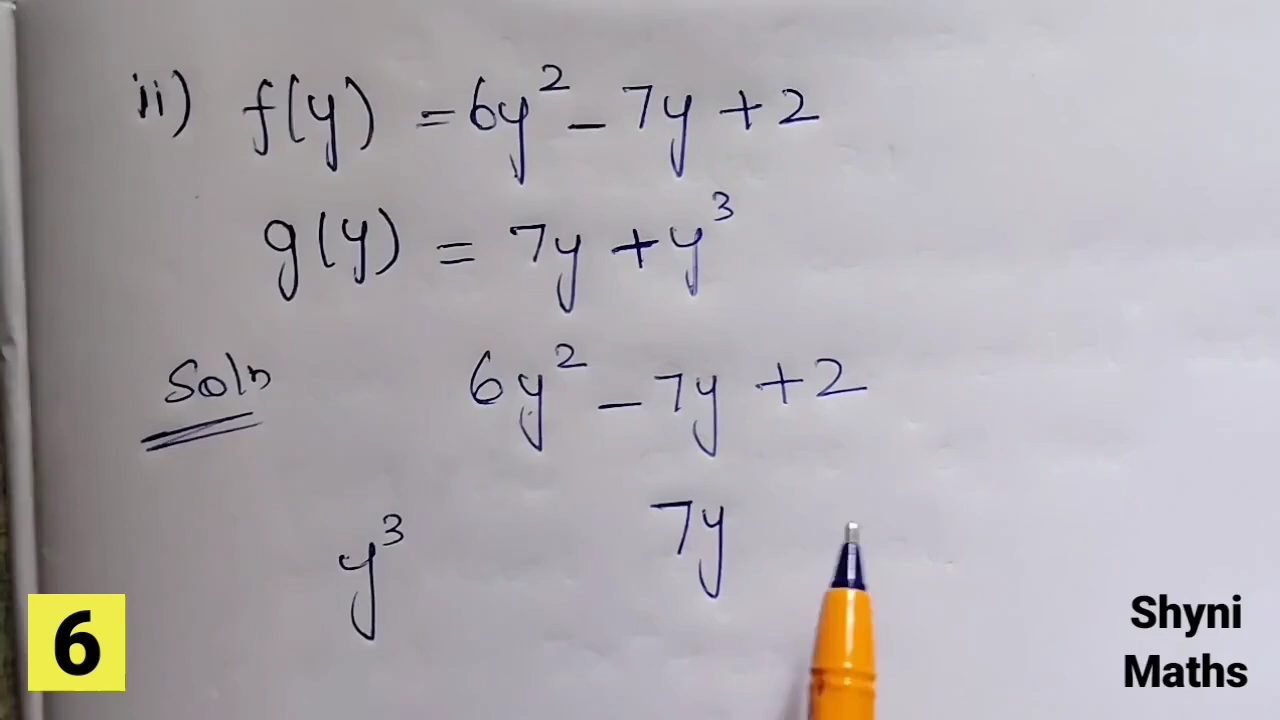 ii) f(y) = 6y² - 7y + 2
g(y) = 7y + y³
Soln 6y² - 7y + 2
y³ 7y
6
Shyni
Maths